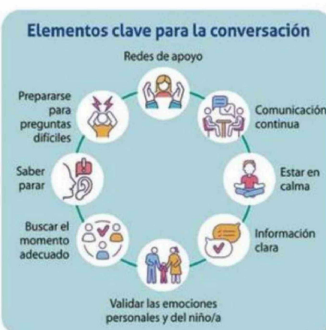 Elementos clave para la conversación
Redes de apoyo
Comunicación
continua
Estar en
calma
Información
clara
Validar las emociones
personales y del niño/a
Buscar el
momento
adecuado
Saber
parar
Prepararse
para
preguntas
difíciles